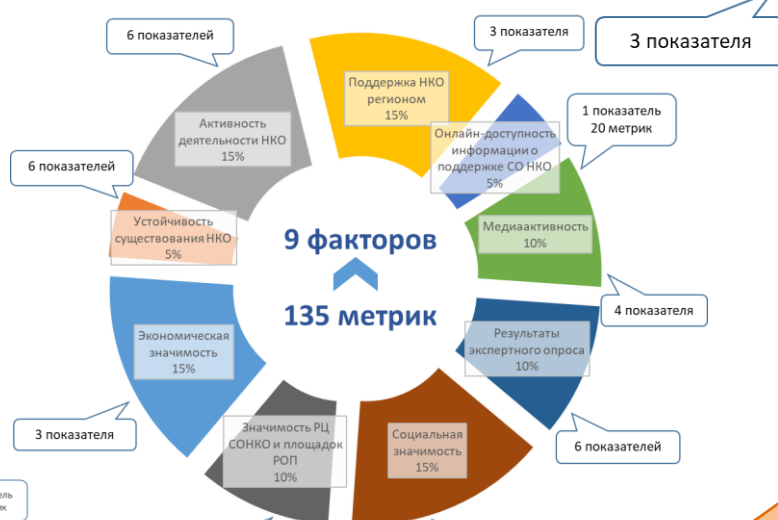 6 показателей
3 показателя
3 показателя
Поддержка НКО
регионом
15%
Онлайн-доступность
информации о
поддержке СО НКО
5%
1 показатель
20 метрик
Активность
деятельности НКО
15%
6 показателей
Устойчивость
существования НКО
5%
Медиаактивность
10%
9 факторов
135 метрик
4 показателя
Экономическая
значимость
15%
Результаты
экспертного опроса
10%
3 показателя
Значимость РЦ
СОНКО и площадок
РОП
10%
Социальная
значимость
15%
6 показателей